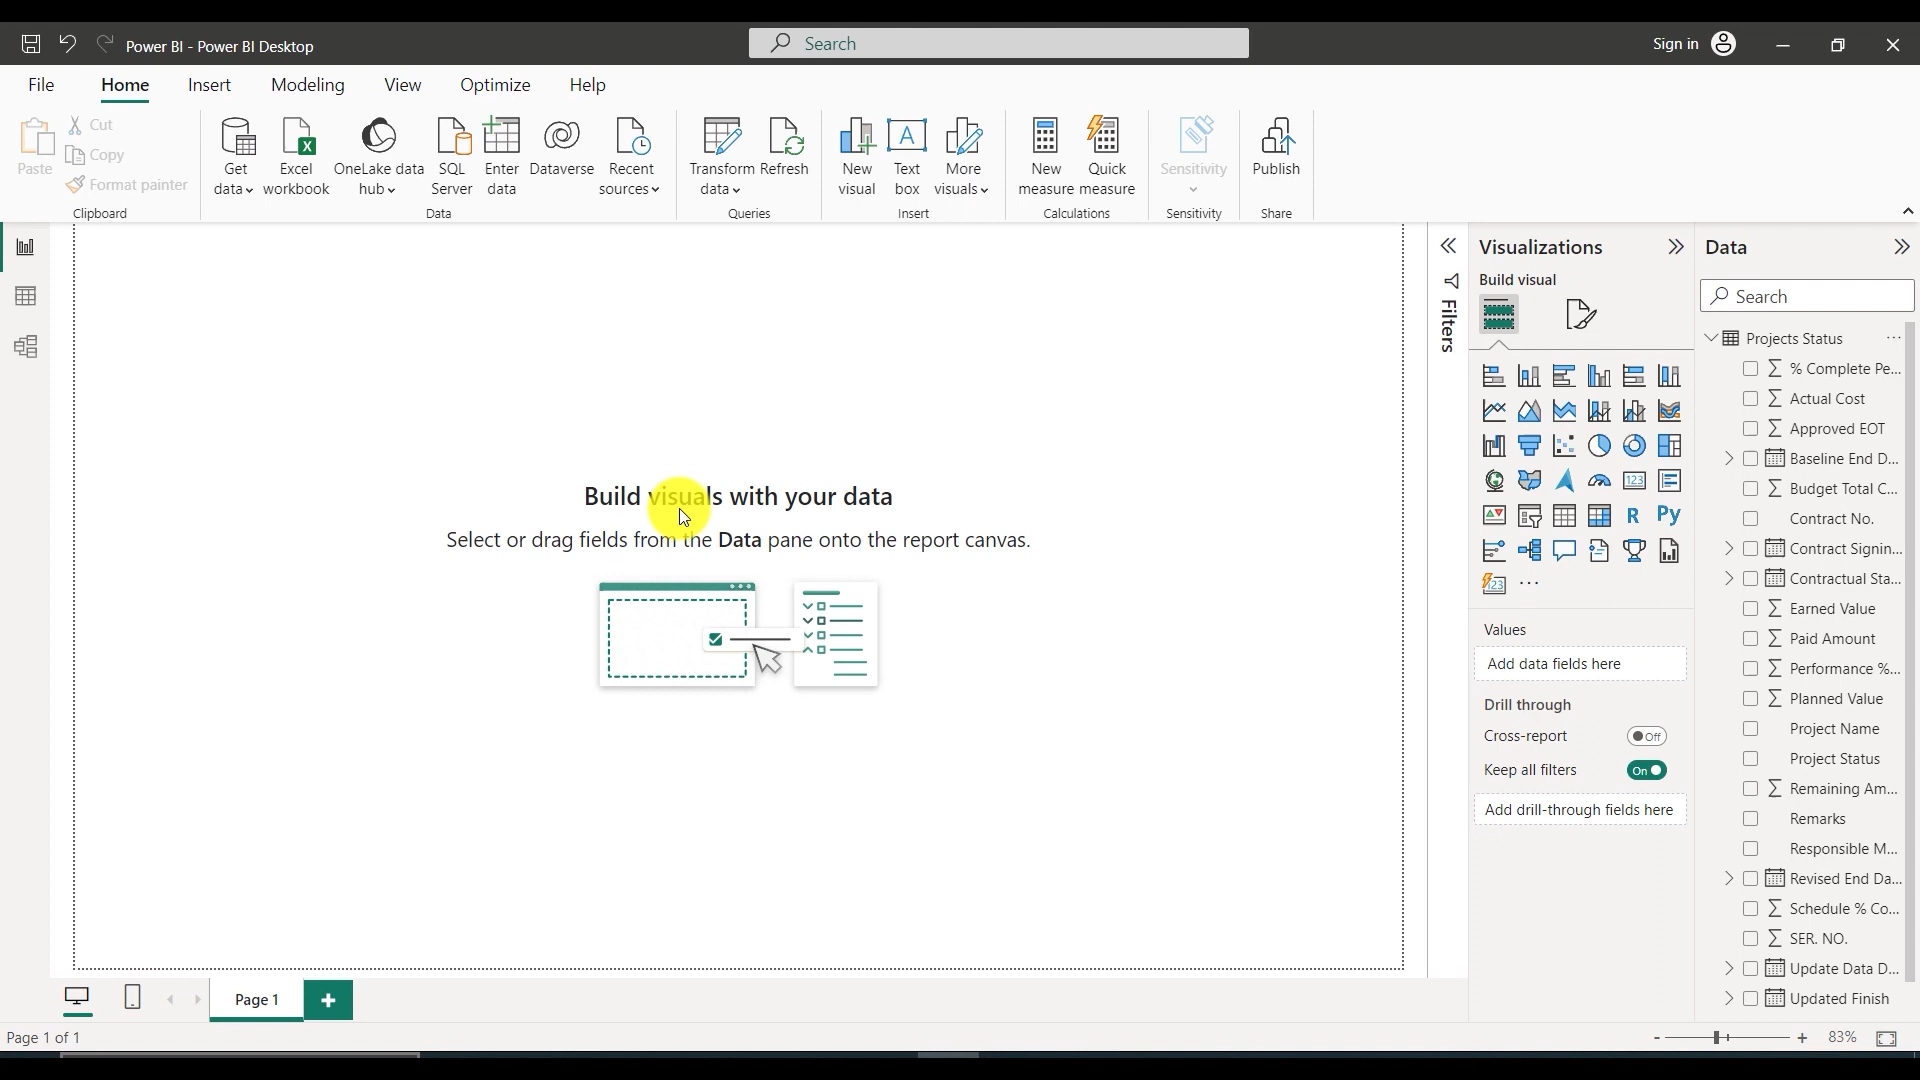 Power BI - Power BI Desktop
Search
Sign in
File
Home
Insert
Modeling
View
Optimize
Help
Paste
Cut
Copy
Format painter
Clipboard
Get
data
Excel
workbook
OneLake data
hub
SQL
Server
Enter
data
Dataverse
Recent
sources
Data
Transform
data
Refresh
Queries
New
visual
Text
box
More
visuals
Insert
New
measure
Quick
measure
Calculations
Sensitivity
Sensitivity
Publish
Share
Build visuals with your data
Select or drag fields from the Data pane onto the report canvas.
Filters
Visualizations
Build visual
R
Py
123
123
...
Values
Add data fields here
Drill through
Cross-report
Off
Keep all filters
On
Add drill-through fields here
Data
Search
Projects Status
...
% Complete Pe...
Actual Cost
Approved EOT
Baseline End D...
Budget Total C...
Contract No.
Contract Signin...
Contractual Sta...
Earned Value
Paid Amount
Performance %...
Planned Value
Project Name
Project Status
Remaining Am...
Remarks
Responsible M...
Revised End Da...
Schedule % Co...
SER. NO.
Update Data D...
Updated Finish
Page 1
Page 1 of 1
- + 83%